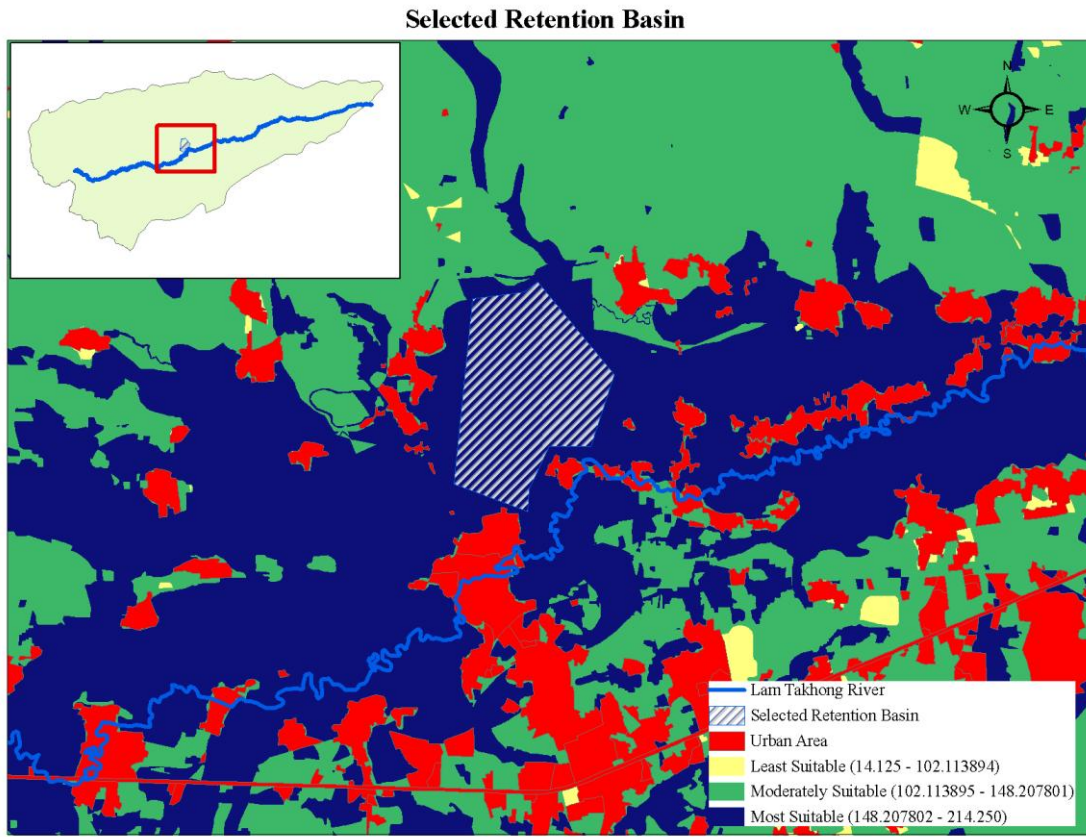 Selected Retention Basin
N
W E
S
Lam Takhong River
Selected Retention Basin
Urban Area
Least Suitable (14.125 - 102.113894)
Moderately Suitable (102.113895 - 148.207801)
Most Suitable (148.207802 - 214.250)